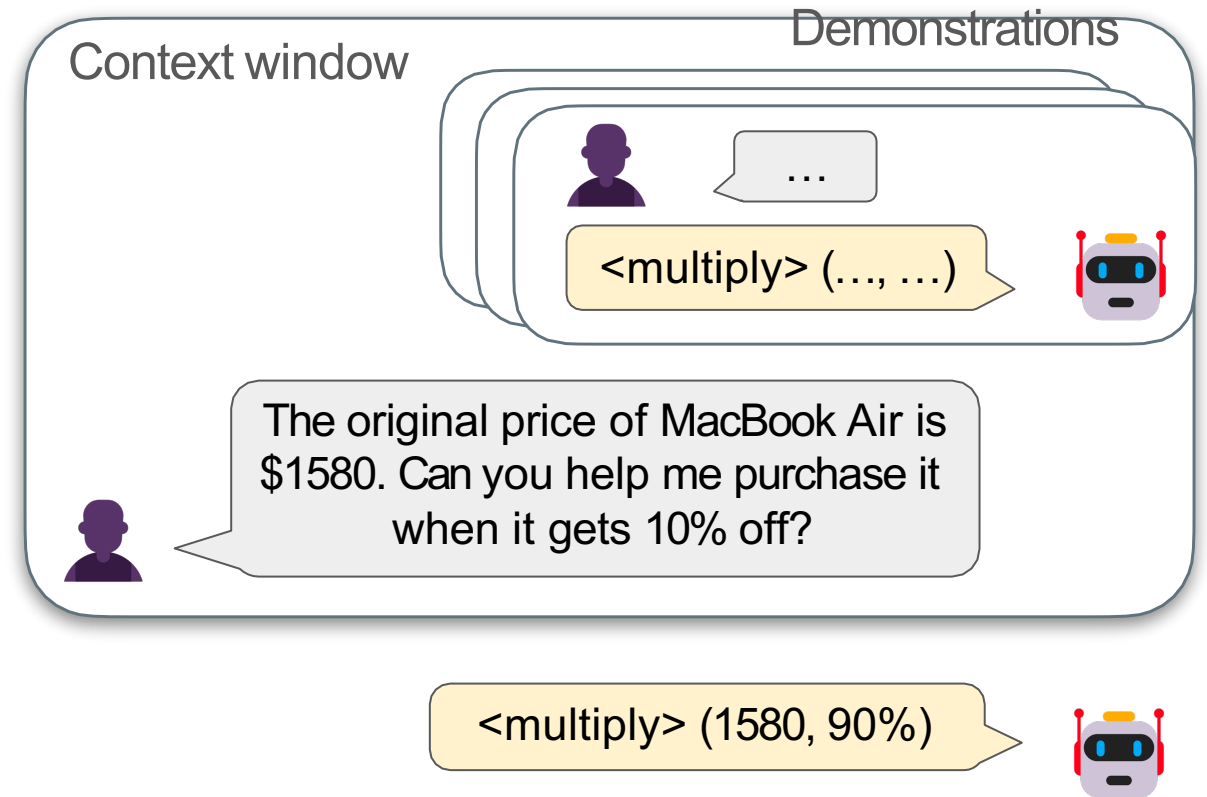 Demonstrations
Context window
…
<multiply> (…, …)
The original price of MacBook Air is
$1580. Can you help me purchase it
when it gets 10% off?
<multiply> (1580, 90%)